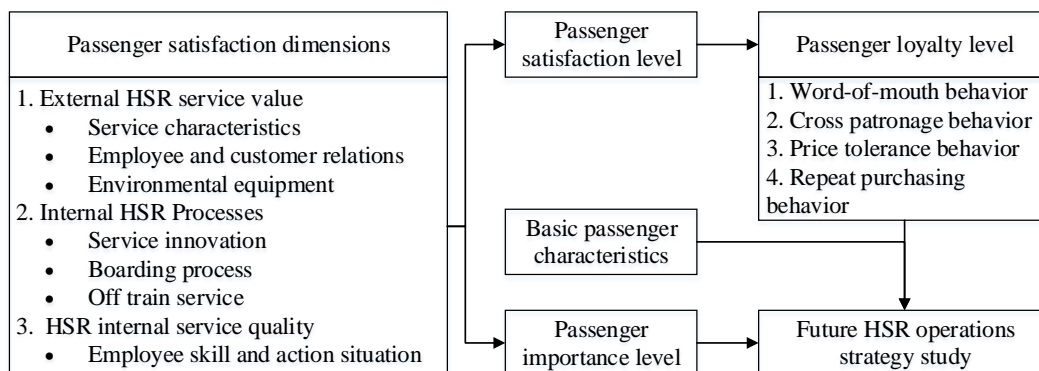 Passenger satisfaction dimensions
1. External HSR service value
• Service characteristics
• Employee and customer relations
• Environmental equipment
2. Internal HSR Processes
• Service innovation
• Boarding process
• Off train service
3. HSR internal service quality
• Employee skill and action situation
Passenger
satisfaction level
Basic passenger
characteristics
Passenger
importance level
Passenger loyalty level
1. Word-of-mouth behavior
2. Cross patronage behavior
3. Price tolerance behavior
4. Repeat purchasing
behavior
Future HSR operations
strategy study